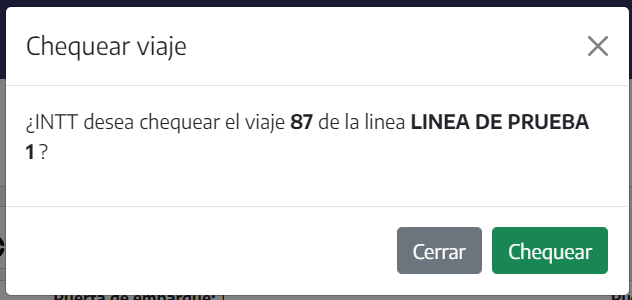 Chequear viaje
¿INTT desea chequear el viaje 87 de la linea LINEA DE PRUEBA
1 ?
Cerrar
Chequear
Puerta de embarque: